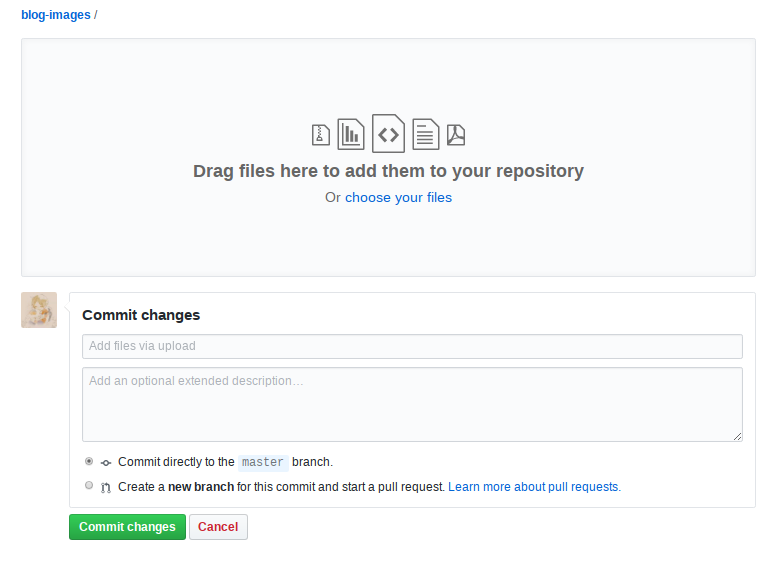 blog-images /
Drag files here to add them to your repository
Or choose your files
Commit changes
Add files via upload
Add an optional extended description…
Commit directly to the master branch.
Create a new branch for this commit and start a pull request. Learn more about pull requests.
Commit changes Cancel